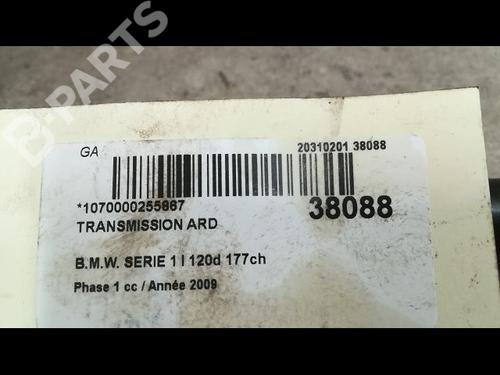 B-PARTS
GA
20310201 38088
*1070000255867
38088
TRANSMISSION ARD
B.M.W. SERIE 1 I 120d 177ch
Phase 1 cc / Année 2009